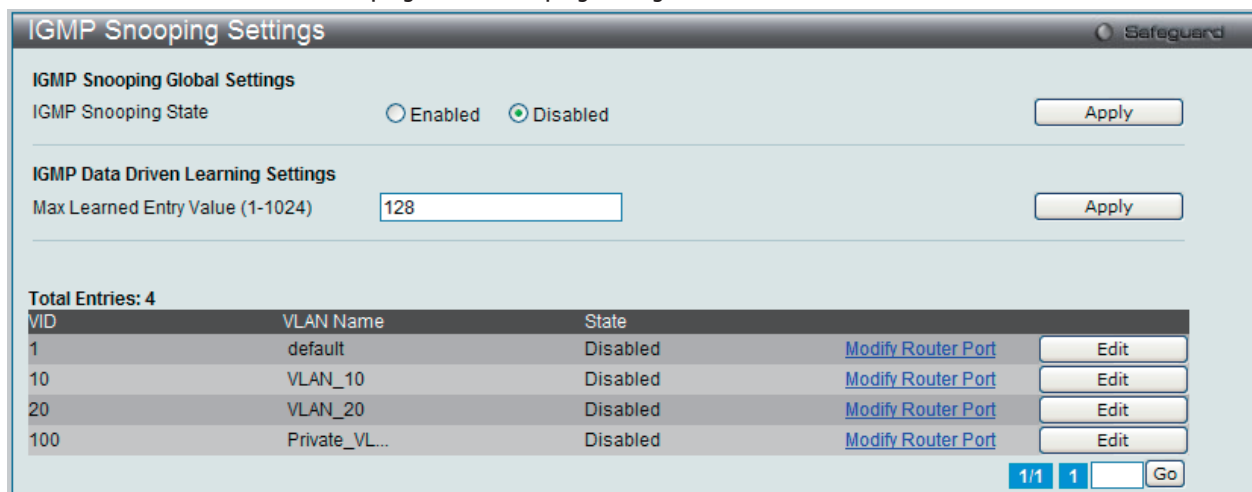 IGMP Snooping Settings Safeguard
IGMP Snooping Global Settings
IGMP Snooping State Enabled Disabled Apply
IGMP Data Driven Learning Settings
Max Learned Entry Value (1-1024) 128 Apply
Total Entries: 4
VID VLAN Name State
1 default Disabled Modify Router Port Edit
10 VLAN_10 Disabled Modify Router Port Edit
20 VLAN_20 Disabled Modify Router Port Edit
100 Private_VL... Disabled Modify Router Port Edit
1/1 1 Go